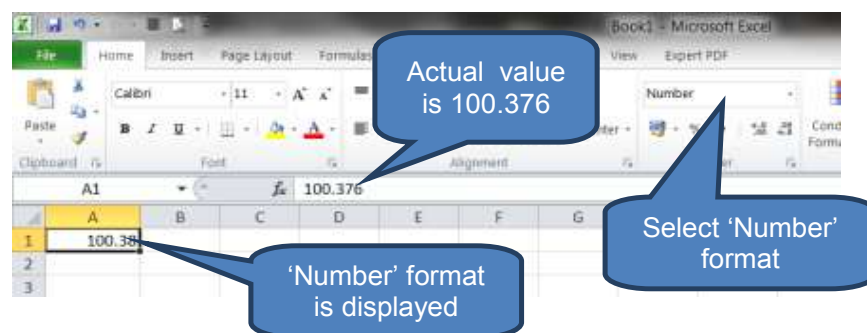 Book1 - Microsoft Excel
File Home Insert Page Layout Formulas View Expert PDF
Actual value
is 100.376
Paste
Calibri 11
Number
B I U
Clipboard Font Alignment
A1 fx 100.376
A B C D E F G
1 100.38
2
3
Select ‘Number’
format
‘Number’ format
is displayed